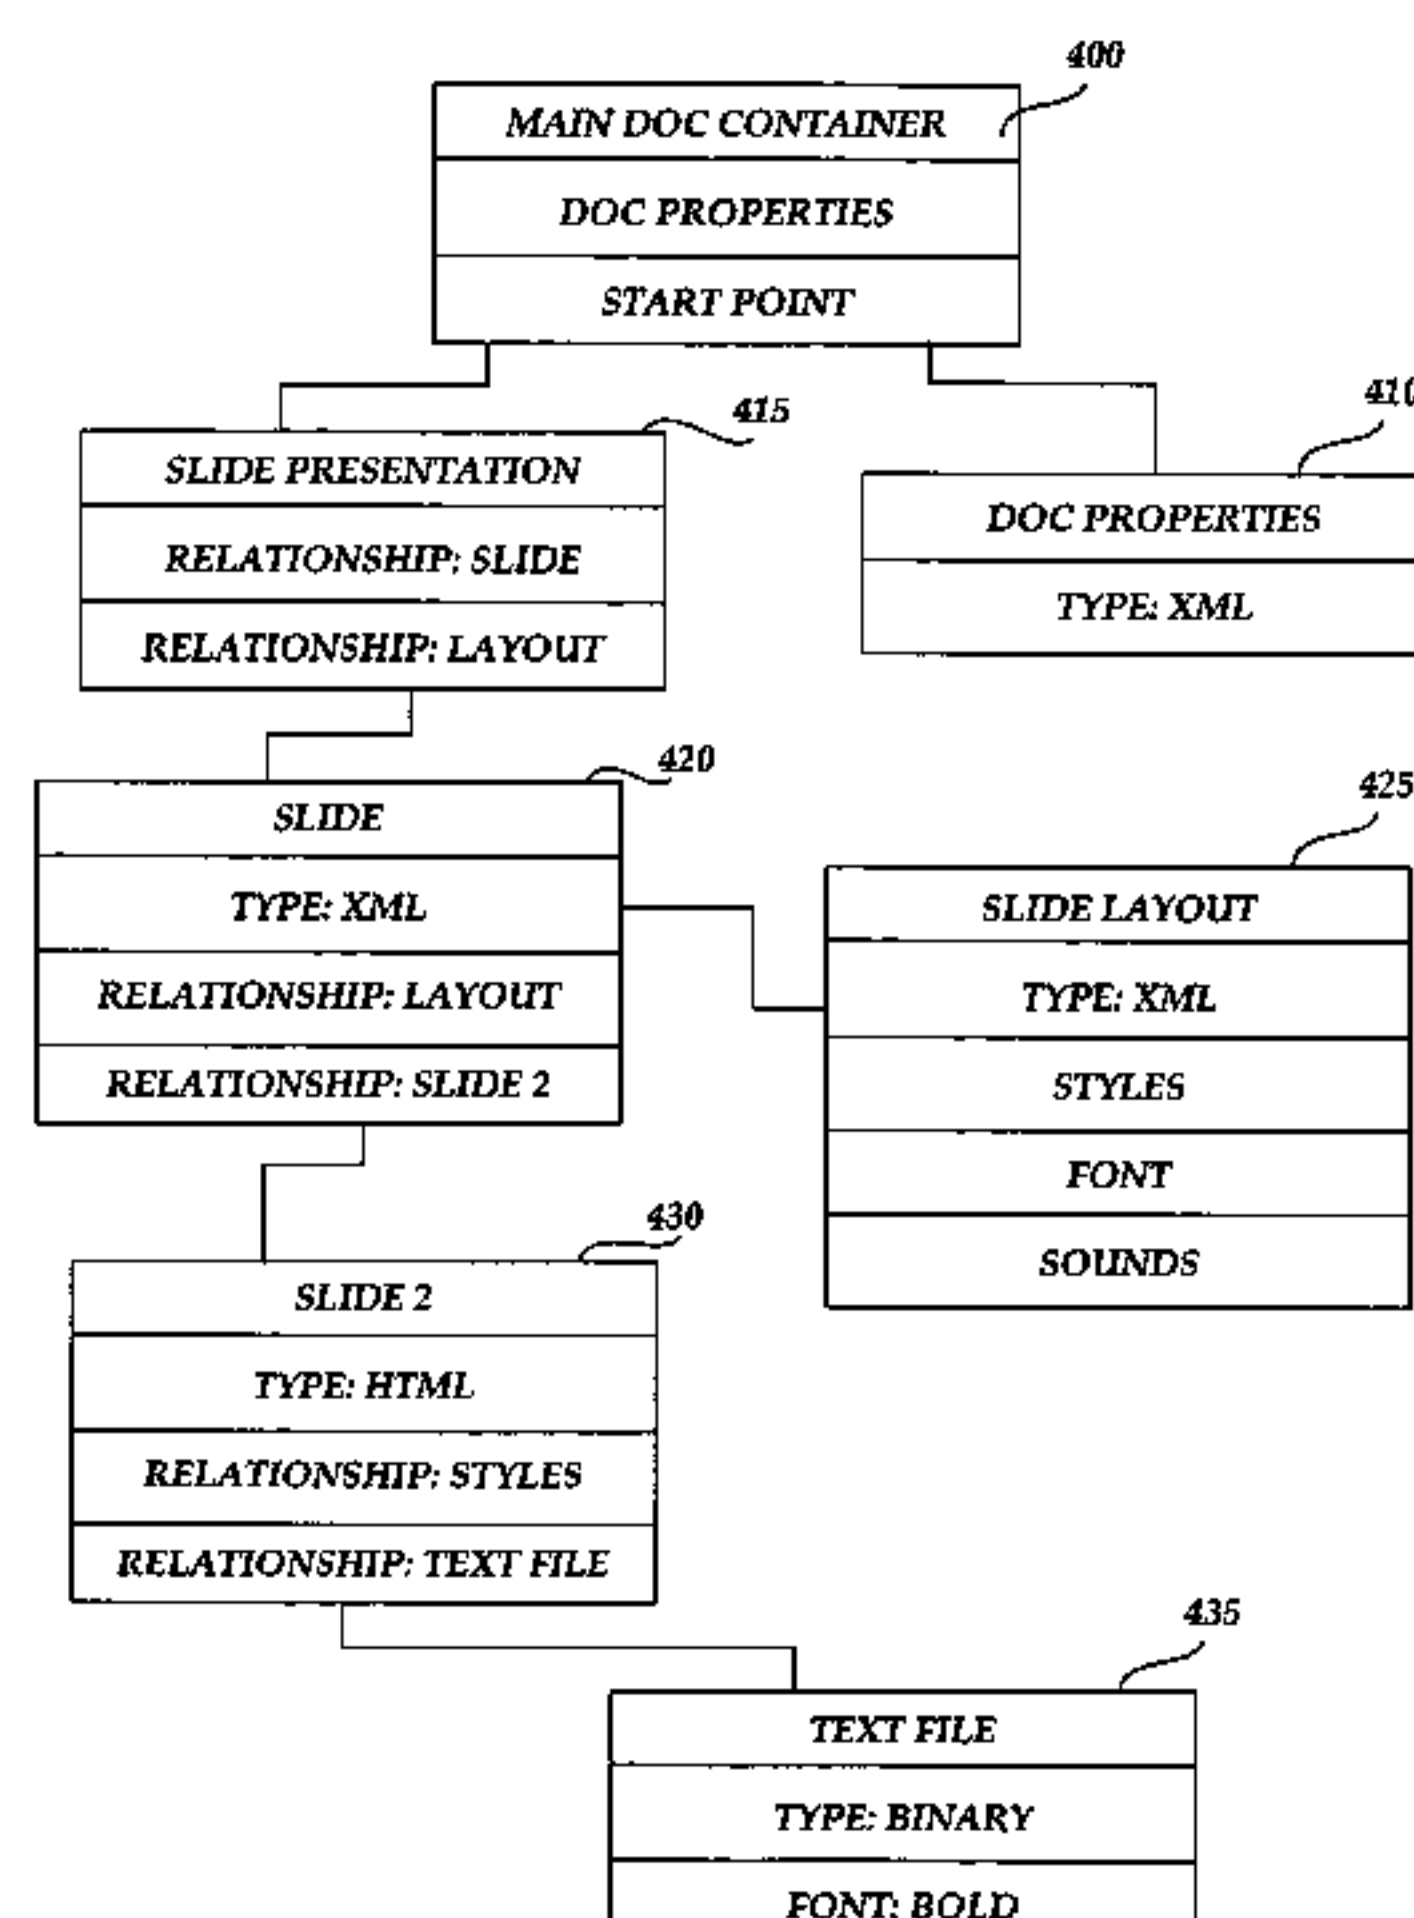 400
MAIN DOC CONTAINER
DOC PROPERTIES
START POINT
415
SLIDE PRESENTATION
RELATIONSHIP: SLIDE
RELATIONSHIP: LAYOUT
410
DOC PROPERTIES
TYPE: XML
420
SLIDE
TYPE: XML
RELATIONSHIP: LAYOUT
RELATIONSHIP: SLIDE 2
425
SLIDE LAYOUT
TYPE: XML
STYLES
FONT
SOUNDS
430
SLIDE 2
TYPE: HTML
RELATIONSHIP: STYLES
RELATIONSHIP: TEXT FILE
435
TEXT FILE
TYPE: BINARY
FONT: BOLD